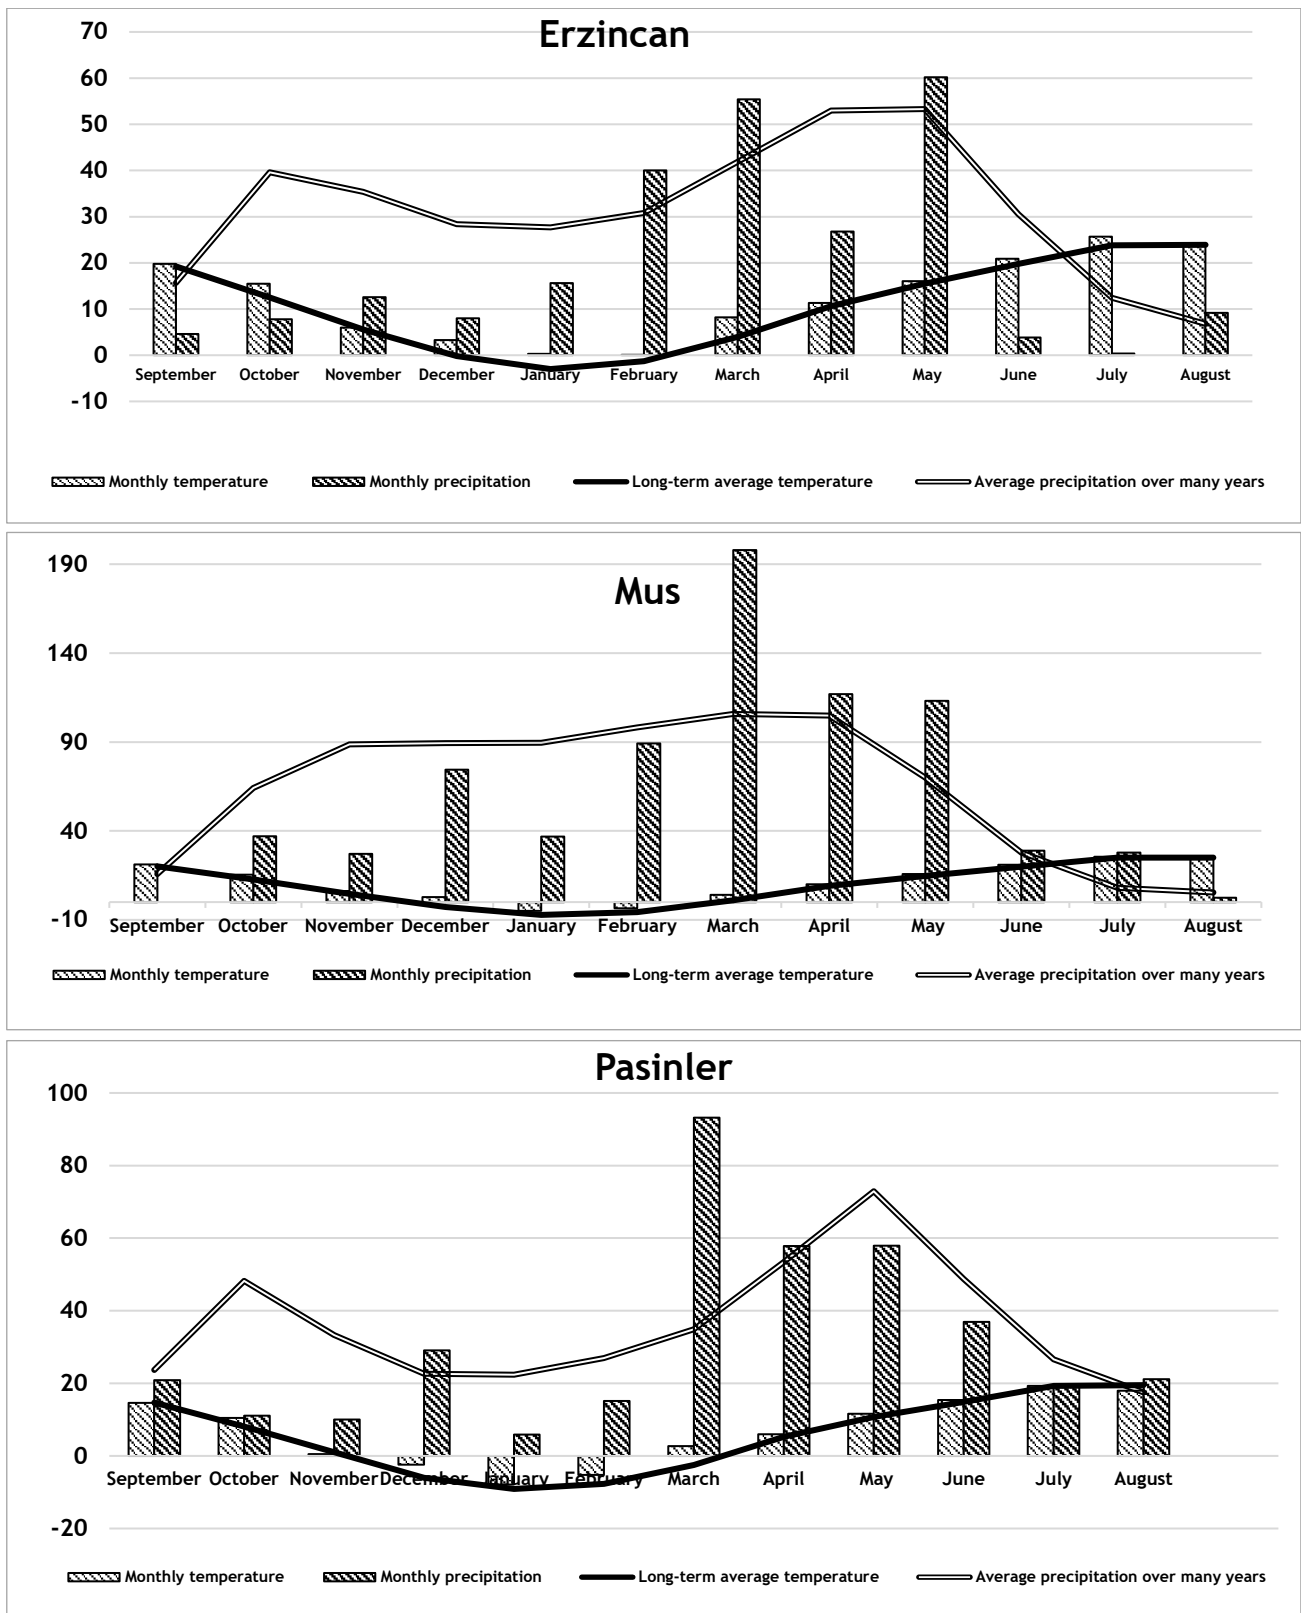 Erzincan
70
60
50
40
30
20
10
0
-10
September October November December January February March April May June July August
Monthly temperature Monthly precipitation Long-term average temperature Average precipitation over many years
Mus
190
140
90
40
-10
September October November December January February March April May June July August
Monthly temperature Monthly precipitation Long-term average temperature Average precipitation over many years
Pasinler
100
80
60
40
20
0
September October November December January February March April May June July August
-20
Monthly temperature Monthly precipitation Long-term average temperature Average precipitation over many years